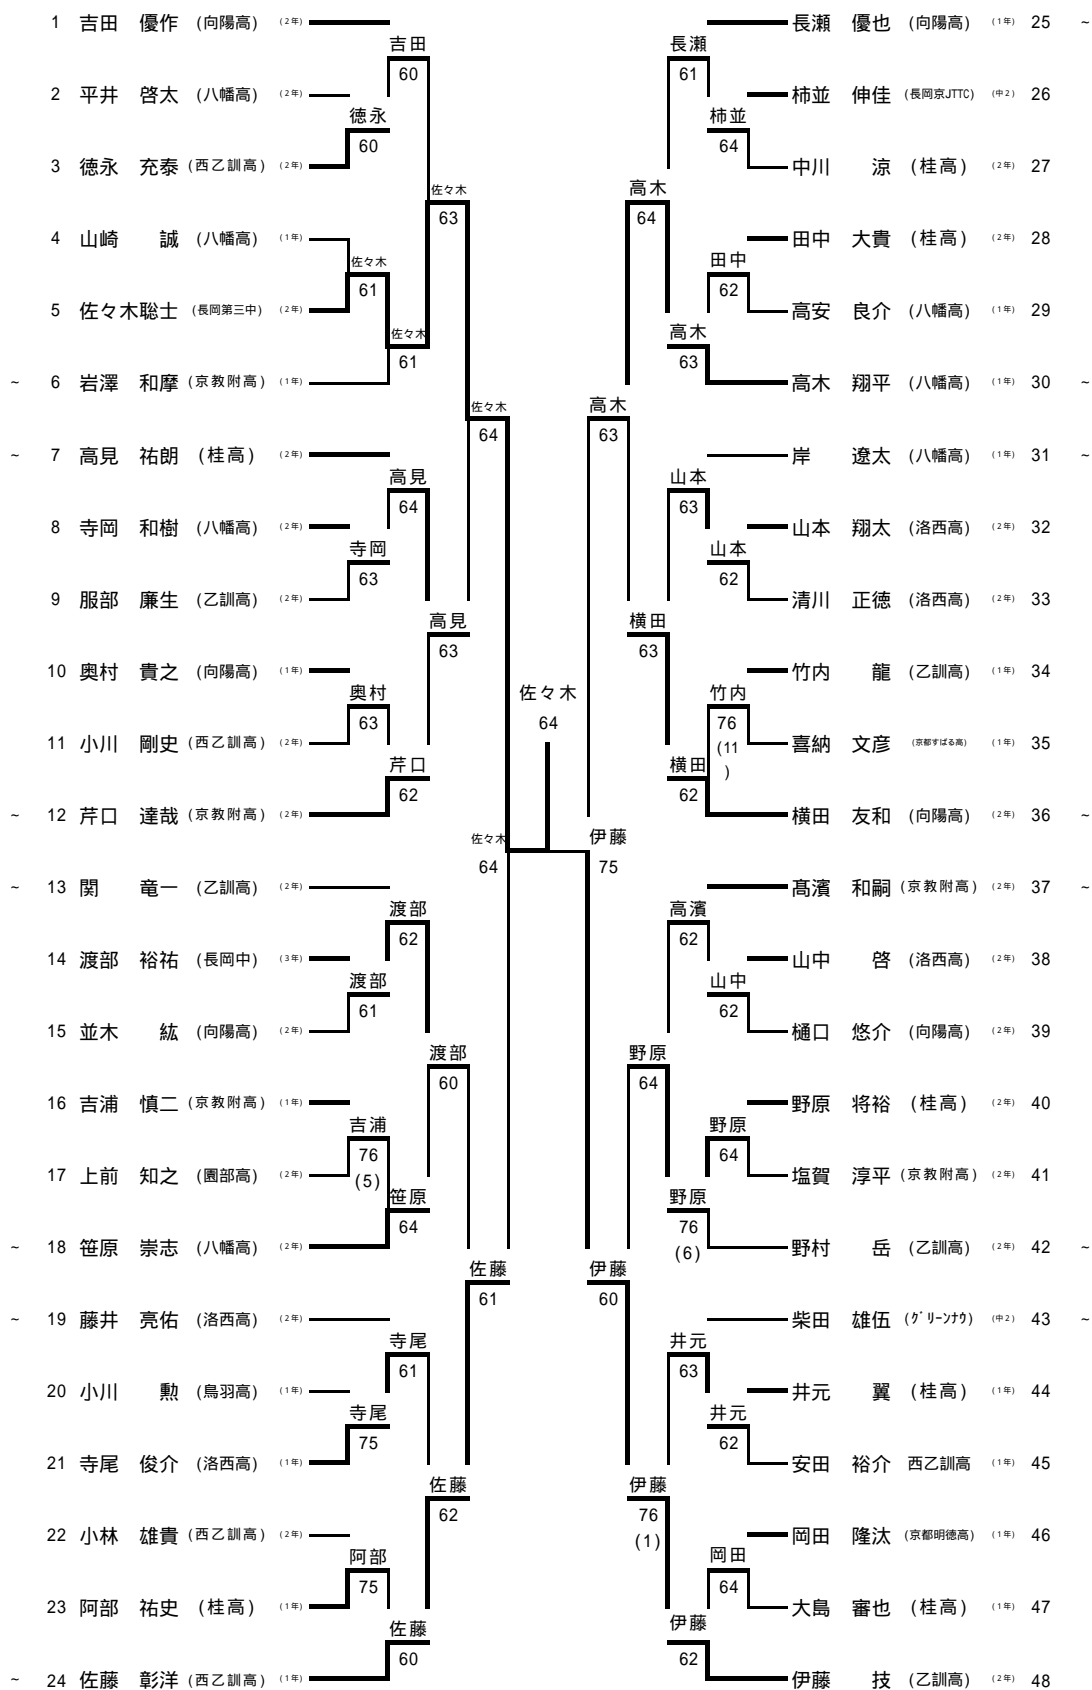 1 吉田 優作 (向陽高) (2年)
長瀬 優也 (向陽高) (1年) 25 ~
吉田 長瀬
60 61
2 平井 啓太 (八幡高) (2年)
柿並 伸佳 (長岡京JTTC) (中2) 26
徳永 柿並
60 64
3 徳永 充泰 (西乙訓高) (2年)
中川 涼 (桂高) (2年) 27
佐々木 高木
63 64
4 山崎 誠 (八幡高) (1年)
田中 大貴 (桂高) (2年) 28
佐々木 田中
61 62
5 佐々木聡士 (長岡第三中) (2年)
高安 良介 (八幡高) (1年) 29
佐々木 高木
61 63
~ 6 岩澤 和摩 (京教附高) (1年)
高木 翔平 (八幡高) (1年) 30 ~
佐々木 高木
64 63
~ 7 高見 祐朗 (桂高) (2年)
岸 遼太 (八幡高) (1年) 31 ~
高見 山本
64 63
8 寺岡 和樹 (八幡高) (2年)
山本 翔太 (洛西高) (2年) 32
寺岡 山本
63 62
9 服部 廉生 (乙訓高) (2年)
清川 正徳 (洛西高) (2年) 33
高見 横田
63 63
10 奥村 貴之 (向陽高) (1年)
竹内 龍 (乙訓高) (1年) 34
奥村 佐々木 竹内
63 64 76
(11
)
11 小川 剛史 (西乙訓高) (2年)
喜納 文彦 (京都すばる高) (1年) 35
芹口 横田
62 62
~ 12 芹口 達哉 (京教附高) (2年)
横田 友和 (向陽高) (2年) 36 ~
佐々木 伊藤
64 75
~ 13 関 竜一 (乙訓高) (2年)
髙濱 和嗣 (京教附高) (2年) 37 ~
渡部 高濱
62 62
14 渡部 裕祐 (長岡中) (3年)
山中 啓 (洛西高) (2年) 38
渡部 山中
61 62
15 並木 紘 (向陽高) (2年)
樋口 悠介 (向陽高) (2年) 39
渡部 野原
60 64
16 吉浦 慎二 (京教附高) (1年)
野原 将裕 (桂高) (2年) 40
吉浦 野原
76 64
(5)
17 上前 知之 (園部高) (2年)
塩賀 淳平 (京教附高) (2年) 41
笹原 野原
64 76
(6)
~ 18 笹原 崇志 (八幡高) (2年)
野村 岳 (乙訓高) (2年) 42 ~
佐藤 伊藤
61 60
~ 19 藤井 亮佑 (洛西高) (2年)
柴田 雄伍 (ｸﾞﾘｰﾝﾅｳ) (中2) 43 ~
寺尾 井元
61 63
20 小川 勲 (鳥羽高) (1年)
井元 翼 (桂高) (1年) 44
寺尾 井元
75 62
21 寺尾 俊介 (洛西高) (1年)
安田 裕介 西乙訓高 (1年) 45
佐藤 伊藤
62 76
(1)
22 小林 雄貴 (西乙訓高) (2年)
岡田 隆汰 (京都明徳高) (1年) 46
阿部 岡田
75 64
23 阿部 祐史 (桂高) (1年)
大島 審也 (桂高) (1年) 47
佐藤 伊藤
60 62
~ 24 佐藤 彰洋 (西乙訓高) (1年)
伊藤 技 (乙訓高) (2年) 48